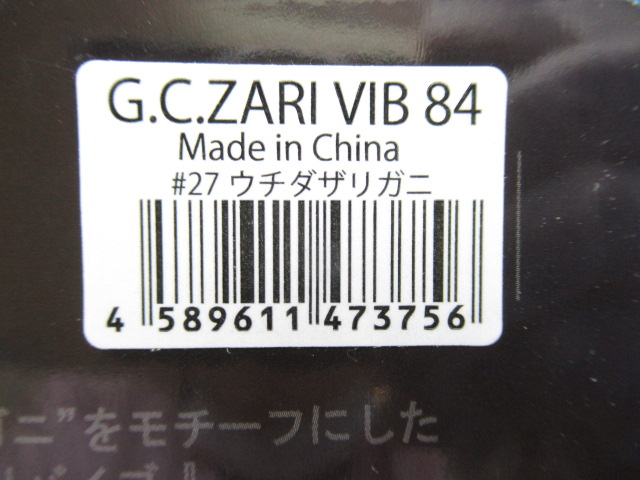 G.C.ZARI VIB 84
Made in China
#27 ウチダザリガニ
4 589611 473756
ガニ”をモチーフにした